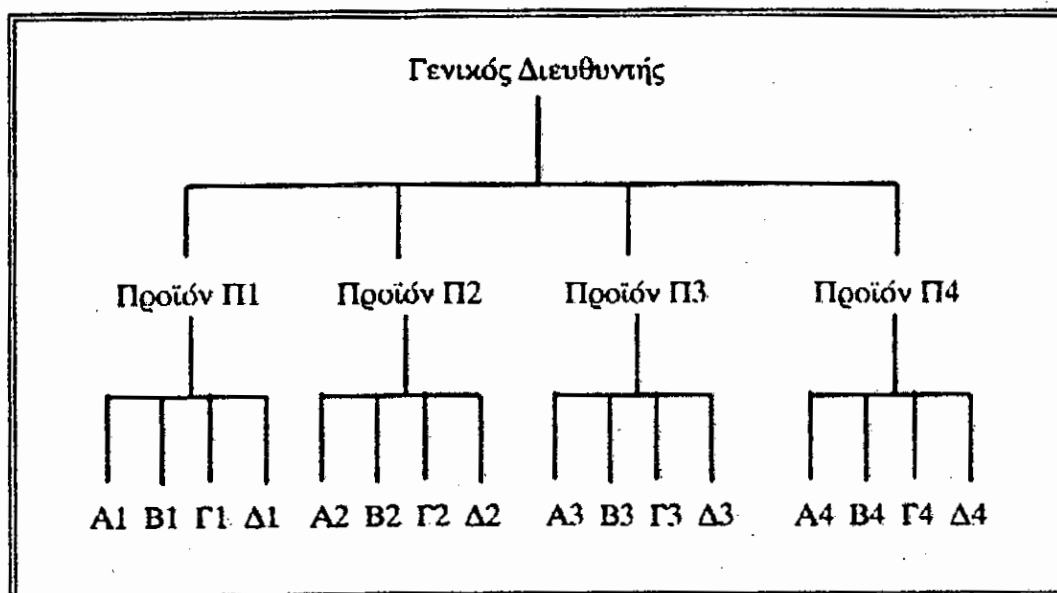 Γενικός Διευθυντής
Προϊόν Π1 Προϊόν Π2 Προϊόν Π3 Προϊόν Π4
Α1 Β1 Γ1 Δ1 Α2 Β2 Γ2 Δ2 Α3 Β3 Γ3 Δ3 Α4 Β4 Γ4 Δ4